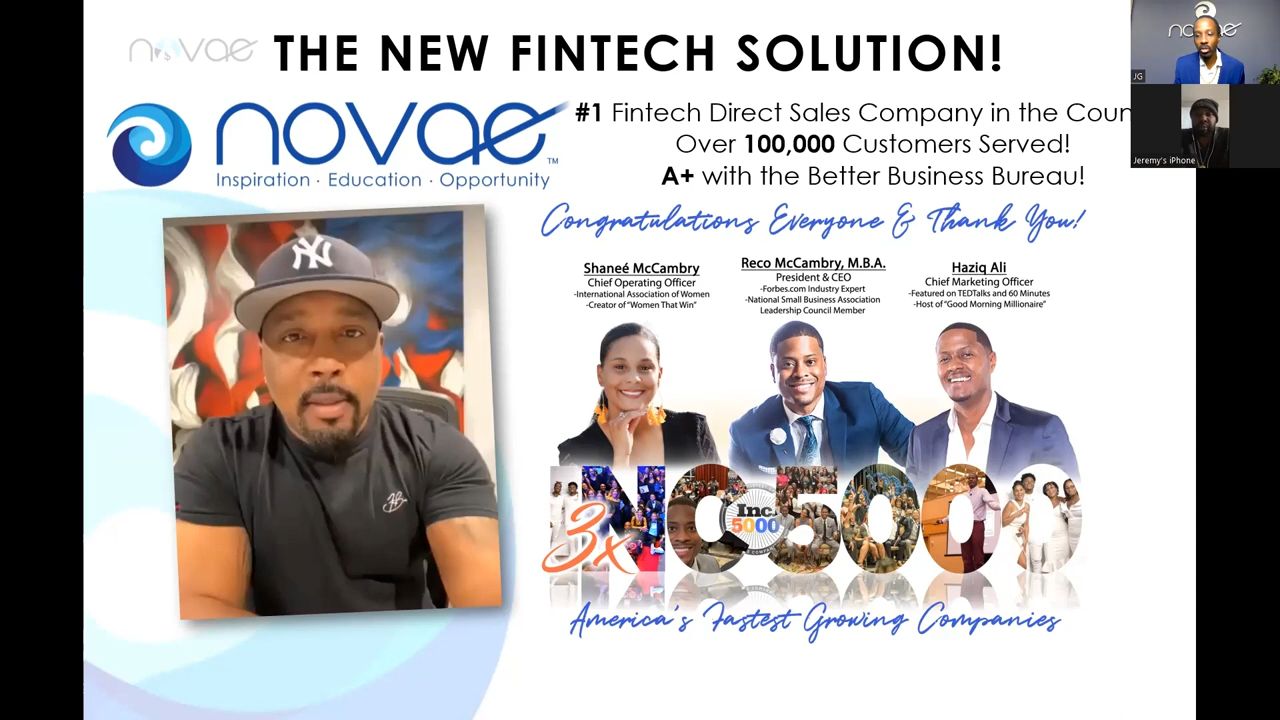 novae THE NEW FINTECH SOLUTION!
novae™
Inspiration · Education · Opportunity
#1 Fintech Direct Sales Company in the Coun
Over 100,000 Customers Served!
A+ with the Better Business Bureau!
Congratulations Everyone & Thank You!
Shaneé McCambry
Chief Operating Officer
-International Association of Women
-Creator of "Women That Win"
Reco McCambry, M.B.A.
President & CEO
-Forbes.com Industry Expert
-National Small Business Association
Leadership Council Member
Haziq Ali
Chief Marketing Officer
-Featured on TEDTalks and 60 Minutes
-Host of "Good Morning Millionaire"
NY
3x
INC5000
Inc.
5000
America's Fastest Growing Companies
novae
JG
Jeremy's iPhone